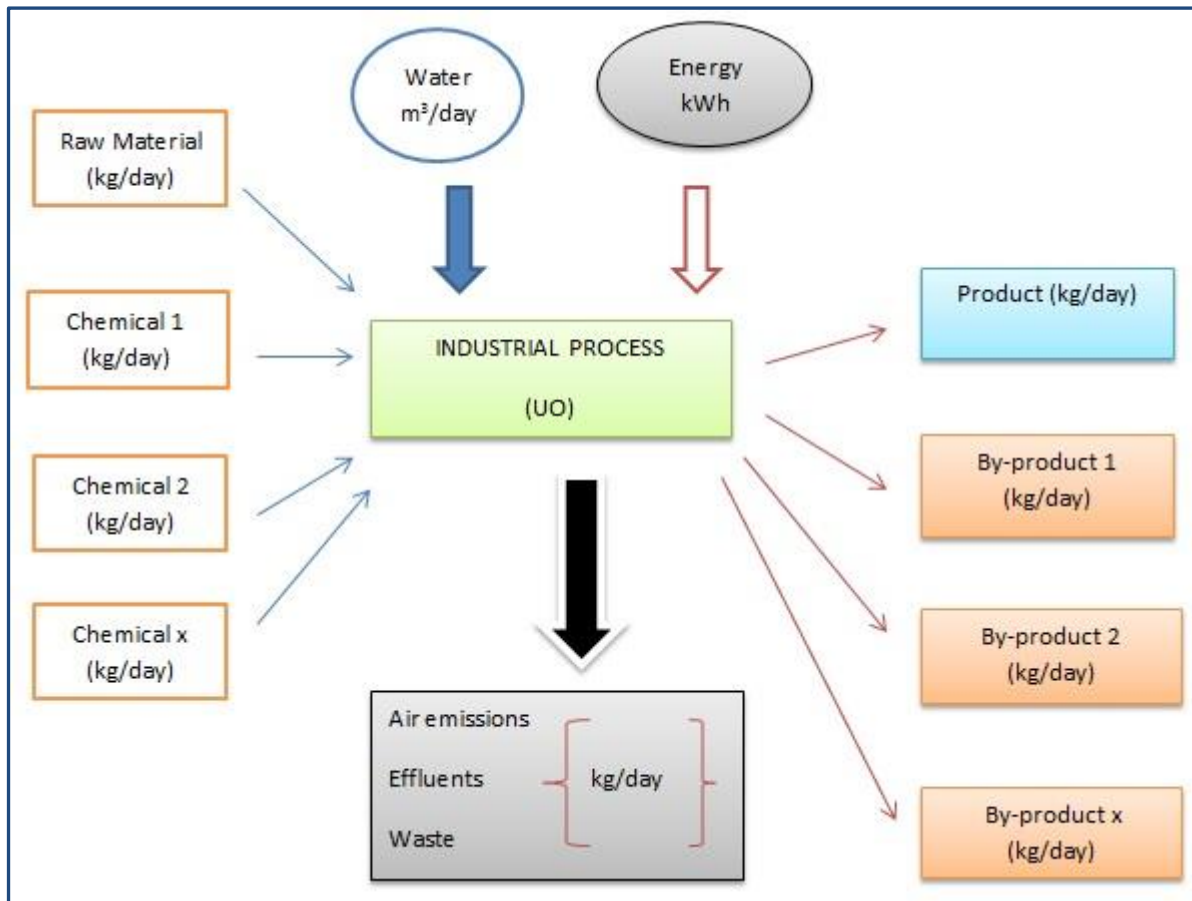 Water
m³/day
Energy
kWh
Raw Material
(kg/day)
Chemical 1
(kg/day)
Chemical 2
(kg/day)
Chemical x
(kg/day)
INDUSTRIAL PROCESS
(UO)
Product (kg/day)
By-product 1
(kg/day)
By-product 2
(kg/day)
By-product x
(kg/day)
Air emissions
Effluents
kg/day
Waste